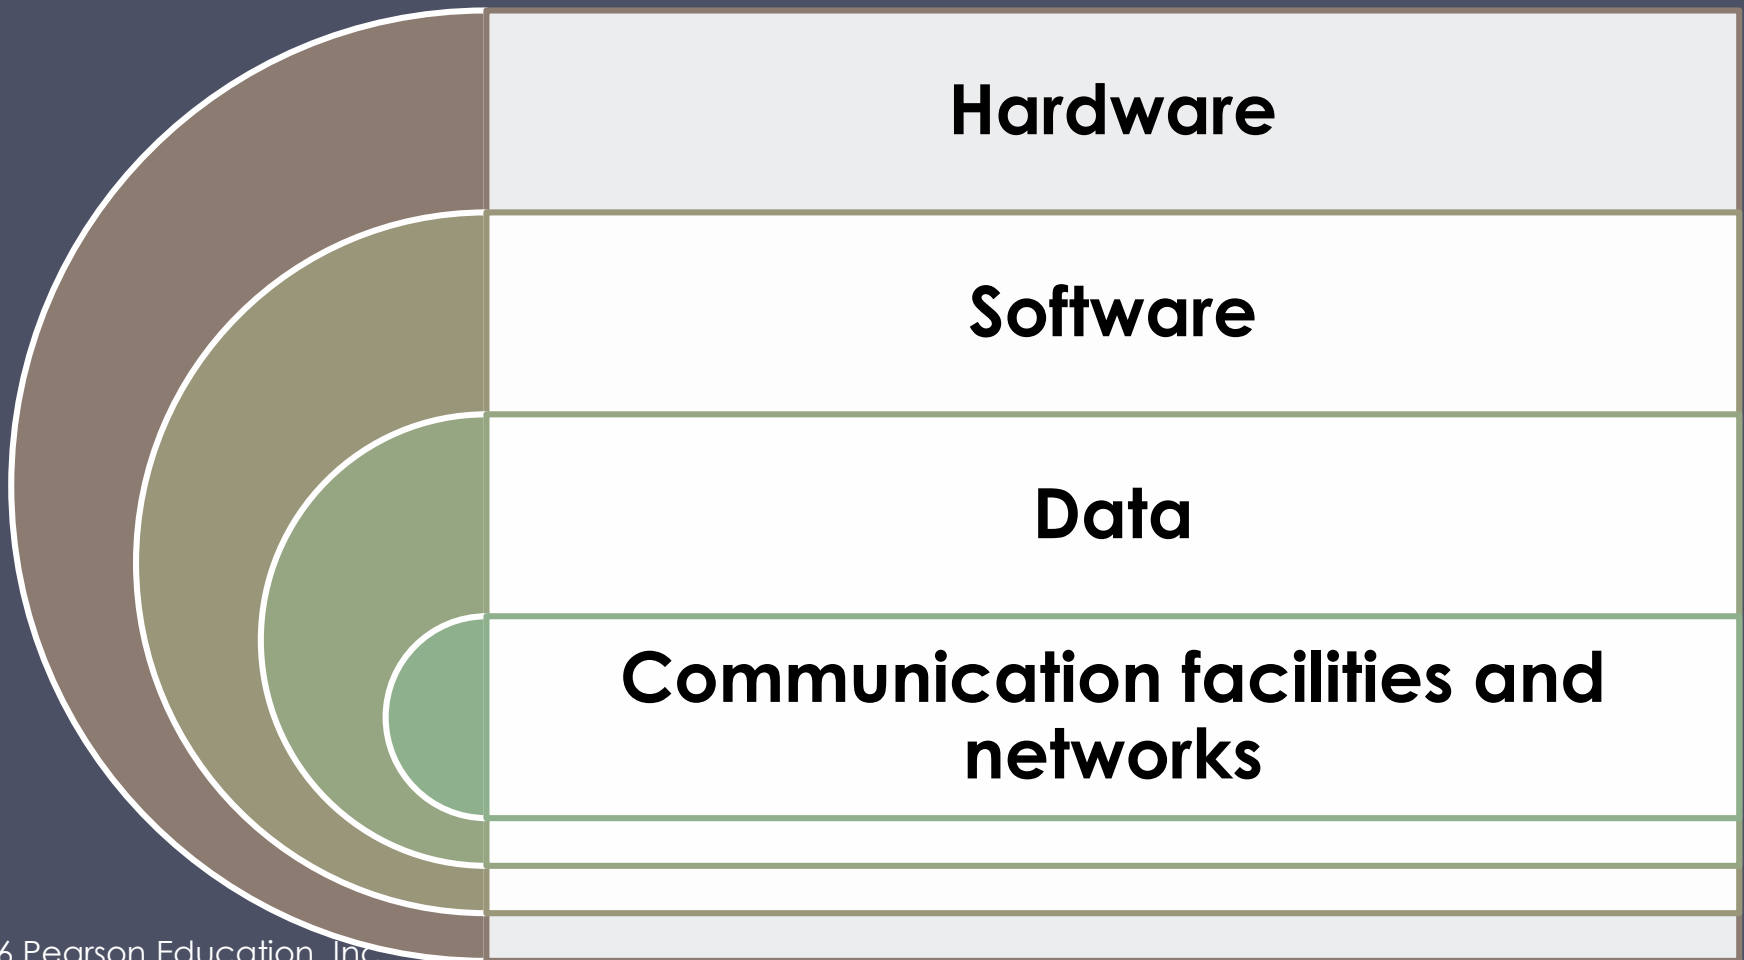 Hardware
Software
Data
Communication facilities and
networks
6 Pearson Education, Inc